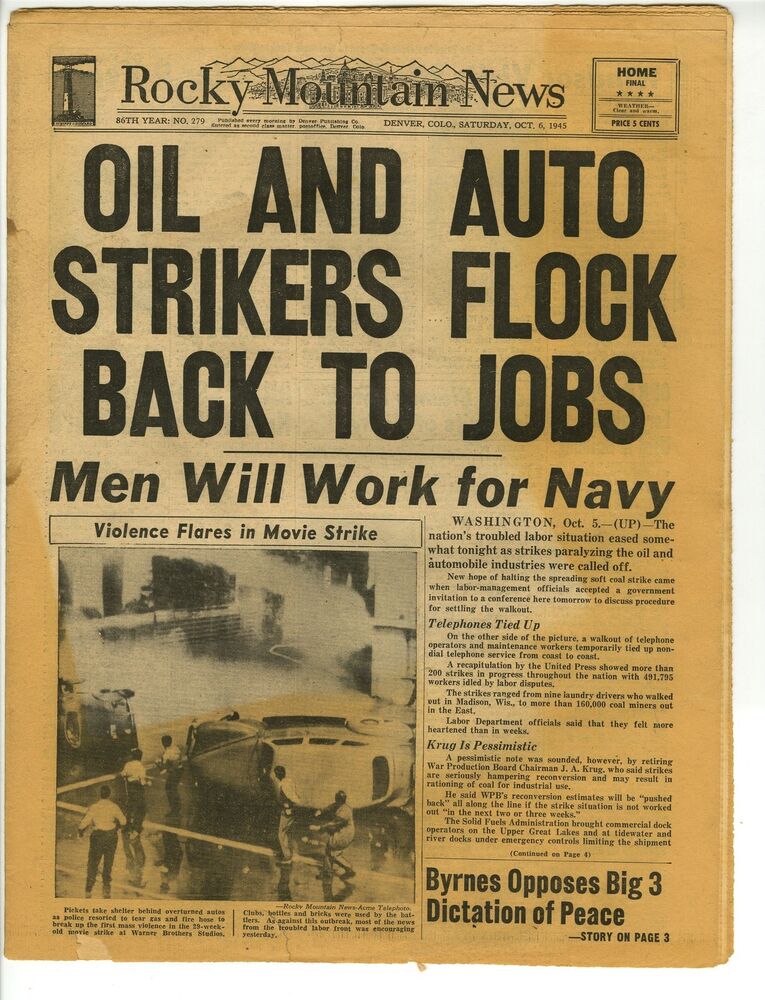 Rocky Mountain News
HOME
FINAL
★ ★ ★ ★
WEATHER—
Clear and warm.
PRICE 5 CENTS
86TH YEAR: NO. 279
Published every morning by Denver Publishing Co.
Entered as second class matter, postoffice, Denver, Colo.
DENVER, COLO., SATURDAY, OCT. 6, 1945
OIL AND AUTO
STRIKERS FLOCK
BACK TO JOBS
Men Will Work for Navy
Violence Flares in Movie Strike
—Rocky Mountain News-Acme Telephoto.
Pickets take shelter behind overturned autos
as police resorted to tear gas and fire hose to
break up the first mass violence in the 29-week-
old movie strike at Warner Brothers Studios.
Clubs, bottles and bricks were used by the bat-
tlers. As against this outbreak, most of the news
from the troubled labor front was encouraging
yesterday.
WASHINGTON, Oct. 5.—(UP)—The
nation's troubled labor situation eased some-
what tonight as strikes paralyzing the oil and
automobile industries were called off.
New hope of halting the spreading soft coal strike came
when labor-management officials accepted a government
invitation to a conference here tomorrow to discuss procedure
for settling the walkout.
Telephones Tied Up
On the other side of the picture, a walkout of telephone
operators and maintenance workers temporarily tied up non-
dial telephone service from coast to coast.
A recapitulation by the United Press showed more than
200 strikes in progress throughout the nation with 491,795
workers idled by labor disputes.
The strikes ranged from nine laundry drivers who walked
out in Madison, Wis., to more than 160,000 coal miners out
in the East.
Labor Department officials said that they felt more
heartened than in weeks.
Krug Is Pessimistic
A pessimistic note was sounded, however, by retiring
War Production Board Chairman J. A. Krug, who said strikes
are seriously hampering reconversion and may result in
rationing of coal for industrial use.
He said WPB's reconversion estimates will be "pushed
back" all along the line if the strike situation is not worked
out "in the next two or three weeks."
The Solid Fuels Administration brought commercial dock
operators on the Upper Great Lakes and at tidewater and
river docks under emergency controls limiting the shipment
(Continued on Page 4)
Byrnes Opposes Big 3
Dictation of Peace
—STORY ON PAGE 3